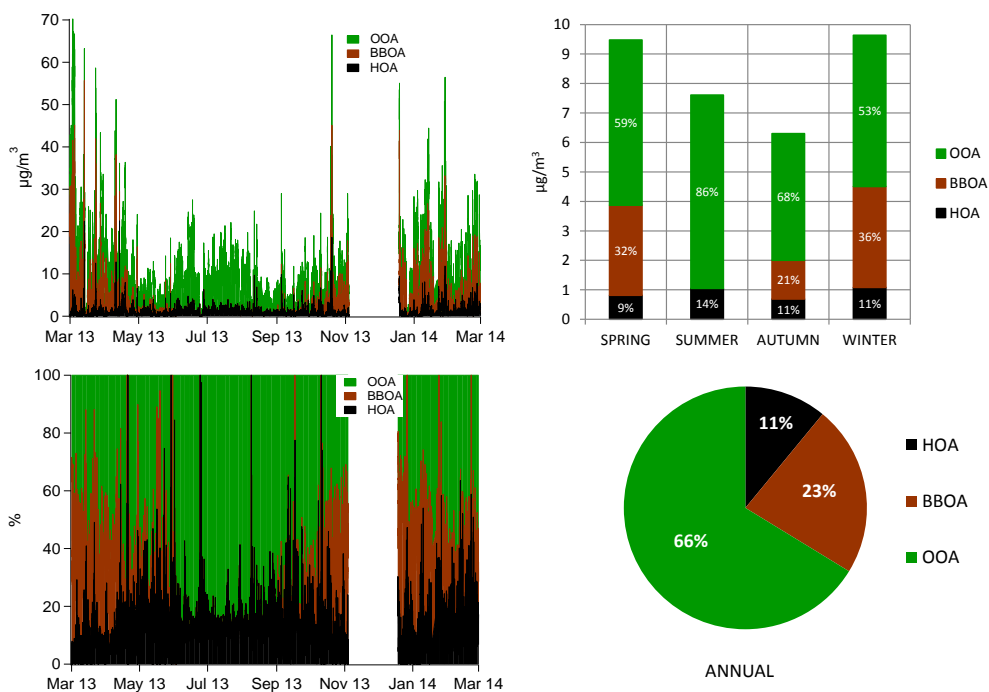 70
60
50
40
30
20
10
0
µg/m³
OOA
BBOA
HOA
Mar 13 May 13 Jul 13 Sep 13 Nov 13 Jan 14 Mar 14
10
9
8
7
6
5
4
3
2
1
0
µg/m³
59%
32%
9%
86%
14%
68%
21%
11%
53%
36%
11%
SPRING SUMMER AUTUMN WINTER
OOA
BBOA
HOA
100
80
60
40
20
0
%
OOA
BBOA
HOA
Mar 13 May 13 Jul 13 Sep 13 Nov 13 Jan 14 Mar 14
11%
23%
66%
HOA
BBOA
OOA
ANNUAL